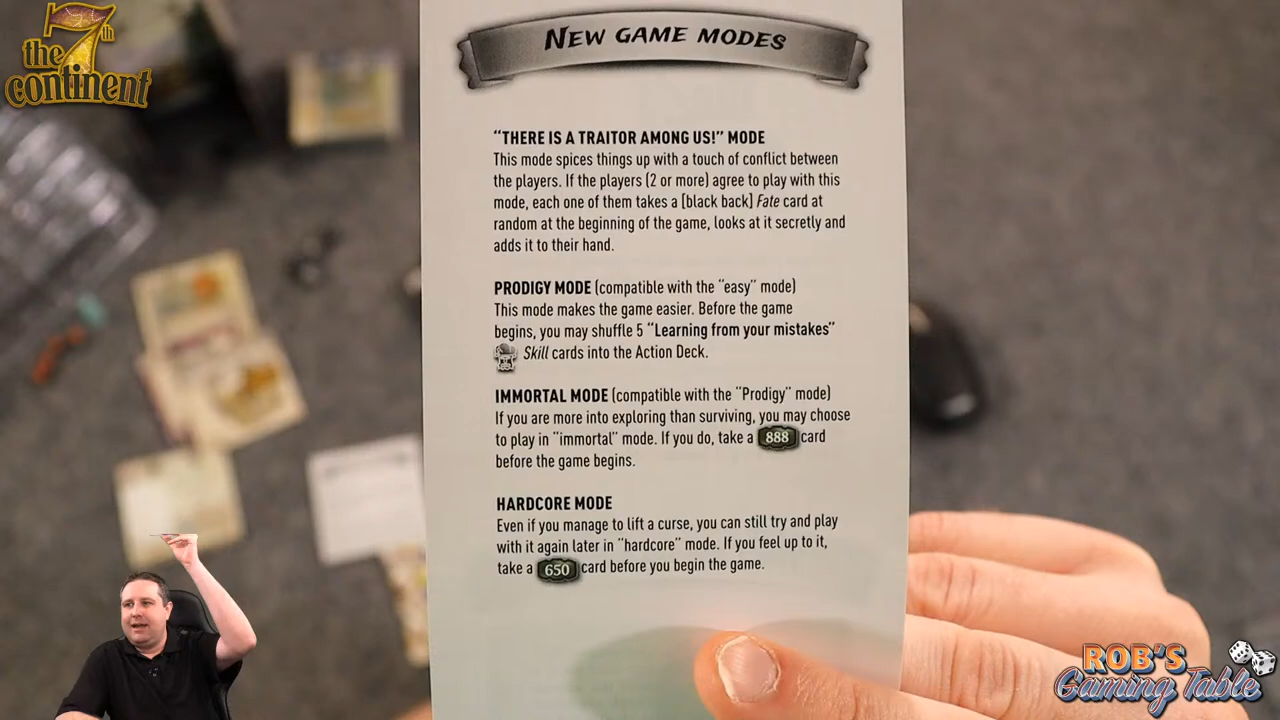 the 7th continent
NEW GAME MODES
“THERE IS A TRAITOR AMONG US!” MODE
This mode spices things up with a touch of conflict between
the players. If the players (2 or more) agree to play with this
mode, each one of them takes a [black back] Fate card at
random at the beginning of the game, looks at it secretly and
adds it to their hand.
PRODIGY MODE (compatible with the “easy” mode)
This mode makes the game easier. Before the game
begins, you may shuffle 5 “Learning from your mistakes”
Skill cards into the Action Deck.
IMMORTAL MODE (compatible with the “Prodigy” mode)
If you are more into exploring than surviving, you may choose
to play in “immortal” mode. If you do, take a 888 card
before the game begins.
HARDCORE MODE
Even if you manage to lift a curse, you can still try and play
with it again later in “hardcore” mode. If you feel up to it,
take a 650 card before you begin the game.
ROB'S
Gaming Table